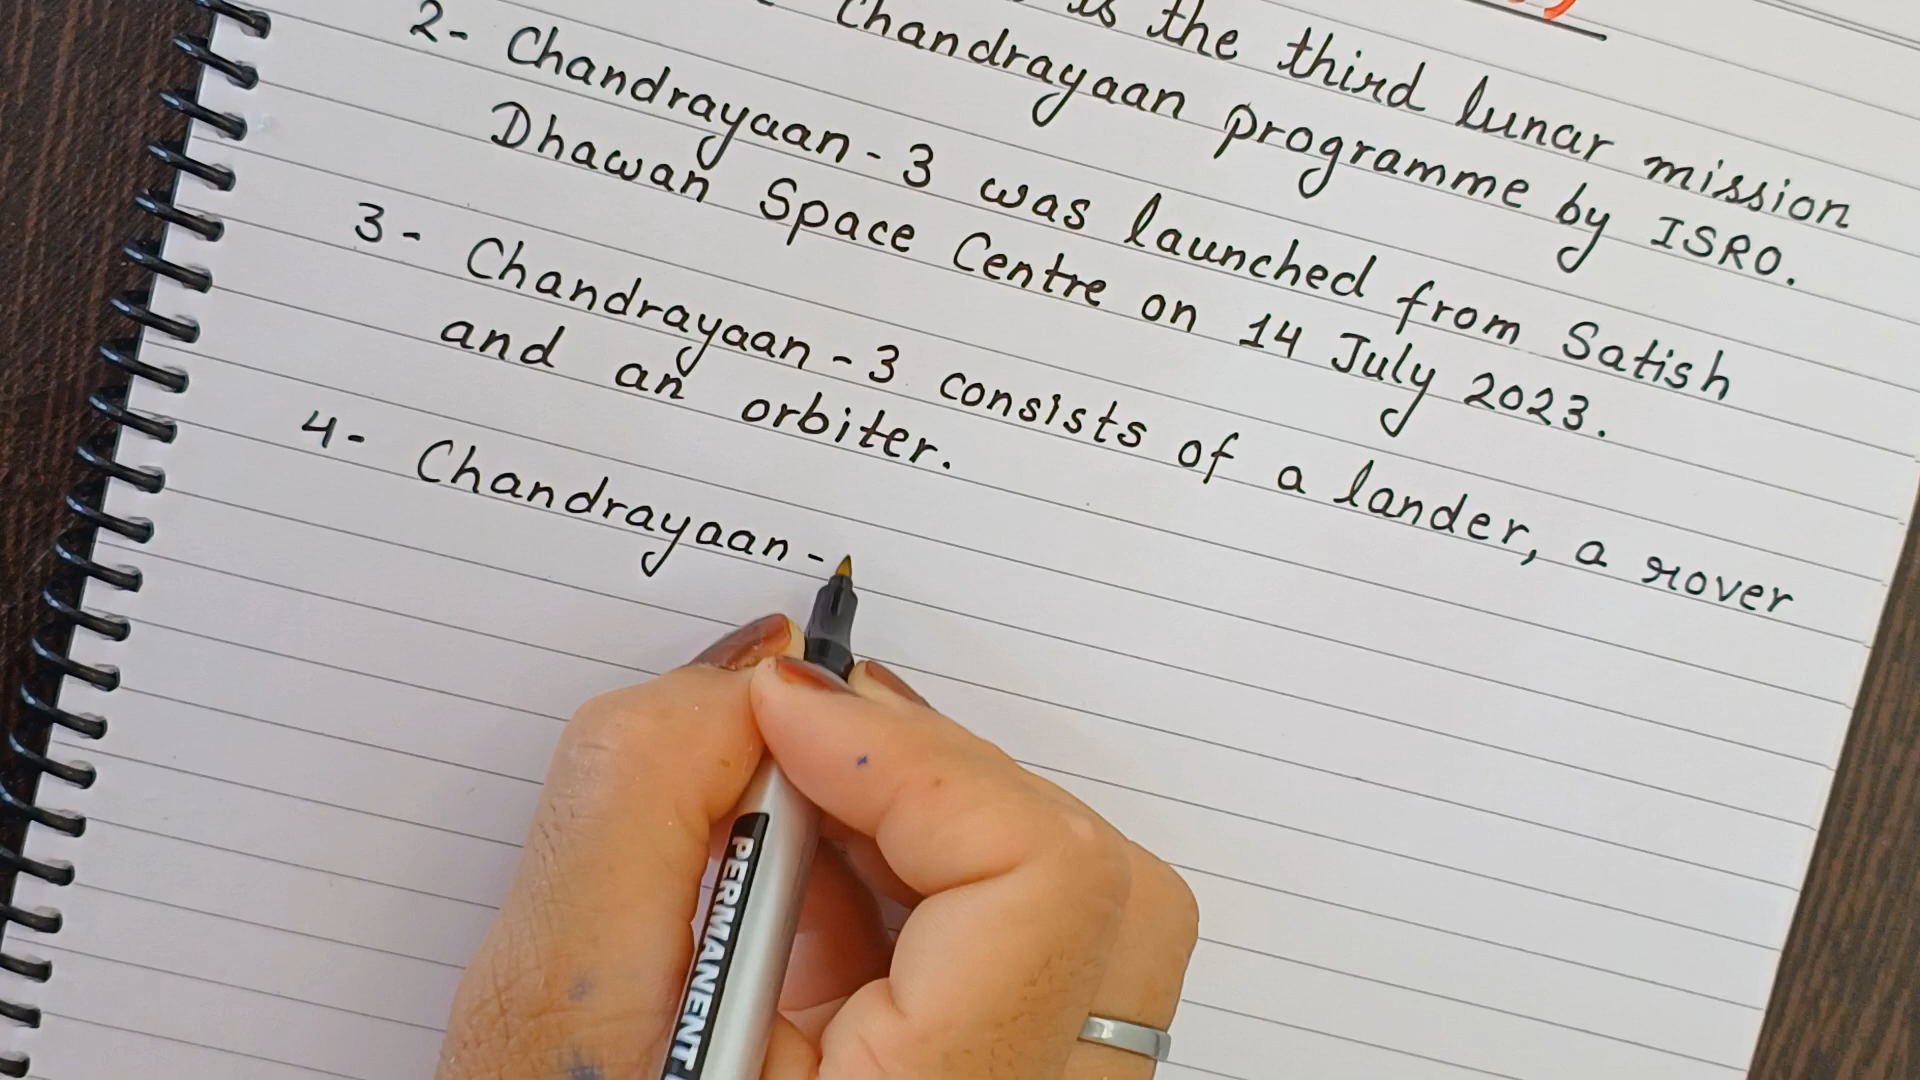 is the third lunar mission
Chandrayaan programme by ISRO.
2- Chandrayaan-3 was launched from Satish
Dhawan Space Centre on 14 July 2023.
3- Chandrayaan-3 consists of a lander, a rover
and an orbiter.
4- Chandrayaan-
PERMANENT